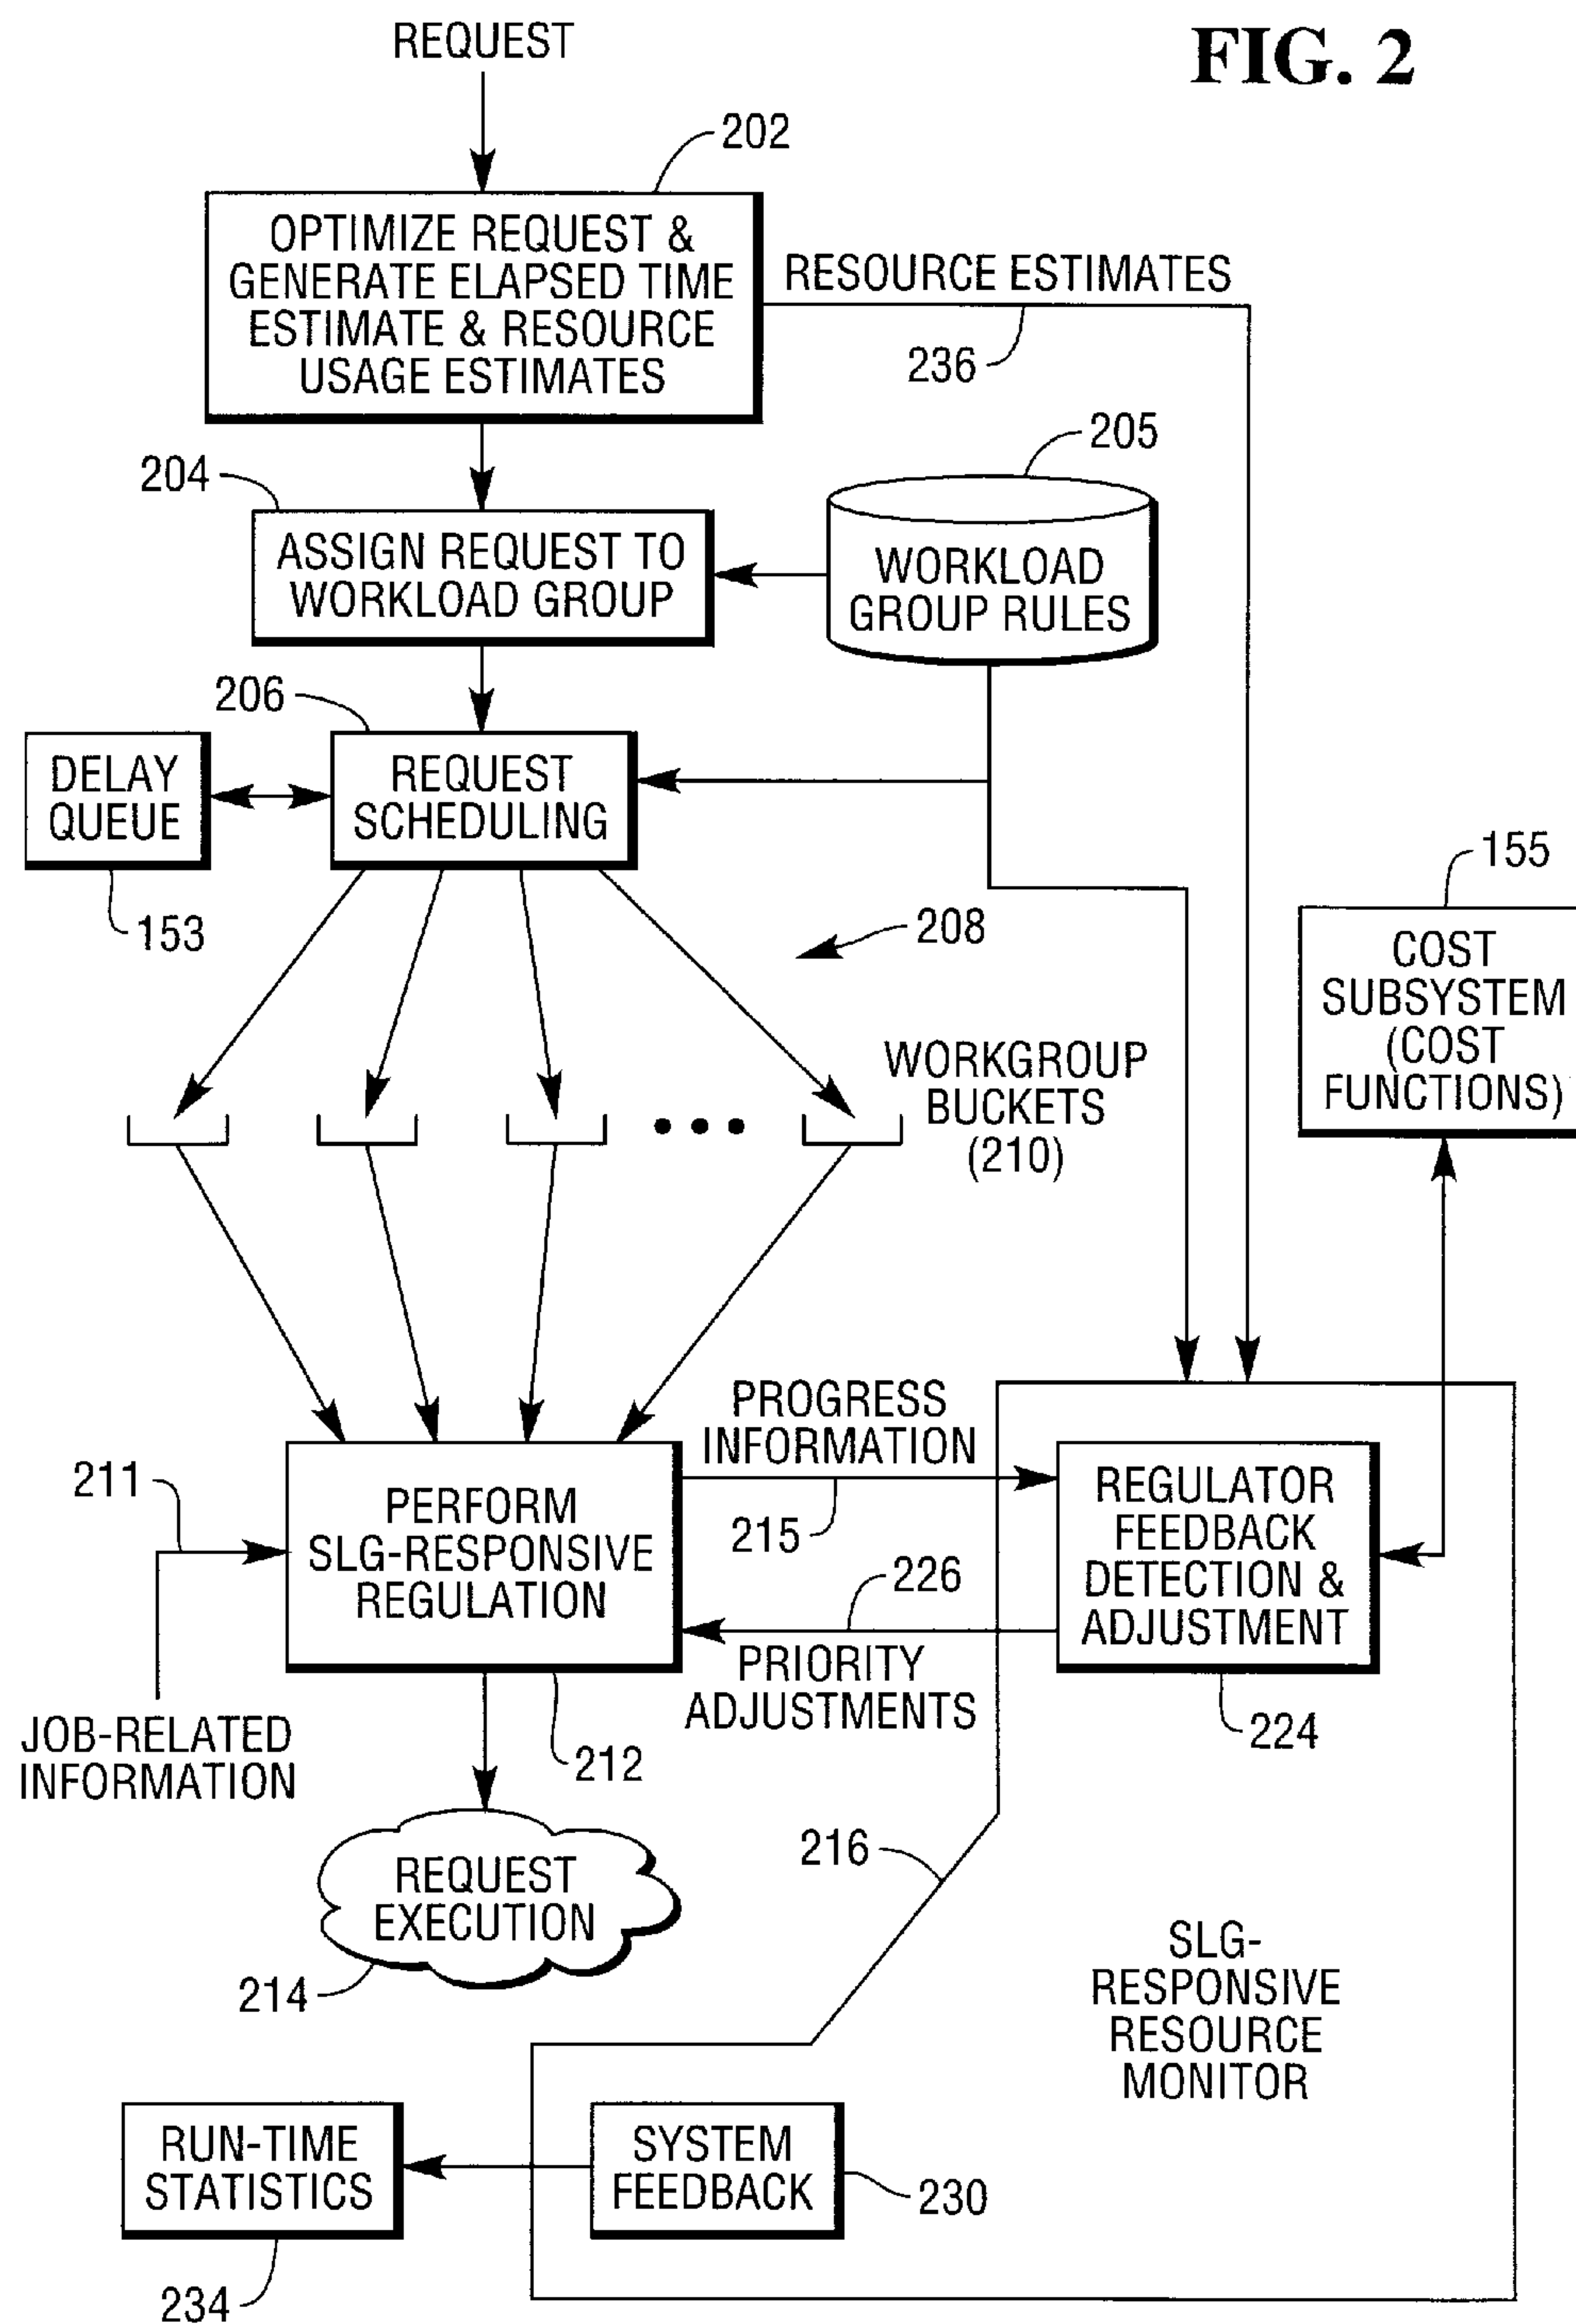 FIG. 2
REQUEST
202
OPTIMIZE REQUEST &
GENERATE ELAPSED TIME
ESTIMATE & RESOURCE
USAGE ESTIMATES
RESOURCE ESTIMATES
236
204
205
ASSIGN REQUEST TO
WORKLOAD GROUP
WORKLOAD
GROUP RULES
206
DELAY
QUEUE
REQUEST
SCHEDULING
153
208
155
COST
SUBSYSTEM
(COST
FUNCTIONS)
WORKGROUP
BUCKETS
(210)
PROGRESS
INFORMATION
211
PERFORM
SLG-RESPONSIVE
REGULATION
215
226
REGULATOR
FEEDBACK
DETECTION &
ADJUSTMENT
PRIORITY
ADJUSTMENTS
JOB-RELATED
INFORMATION
212
224
216
REQUEST
EXECUTION
214
SLG-
RESPONSIVE
RESOURCE
MONITOR
RUN-TIME
STATISTICS
SYSTEM
FEEDBACK
230
234